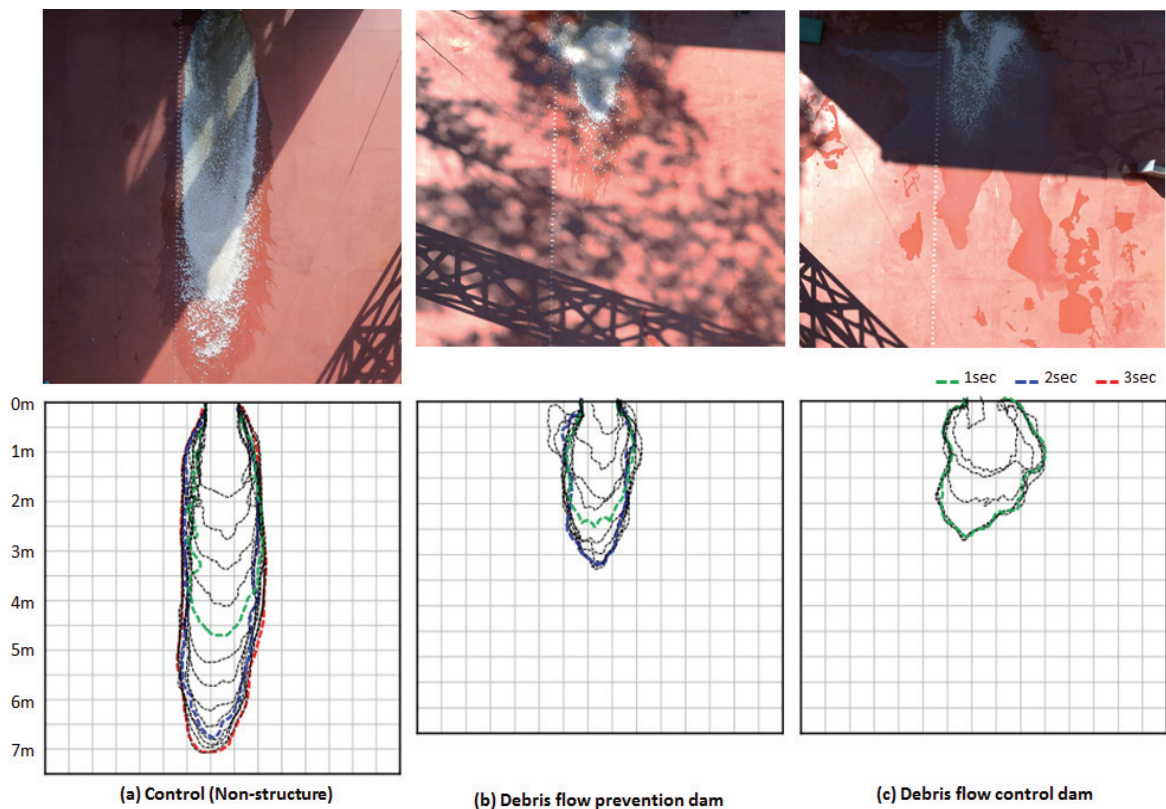 1sec 2sec 3sec
0m
1m
2m
3m
4m
5m
6m
7m
(a) Control (Non-structure)
(b) Debris flow prevention dam
(c) Debris flow control dam